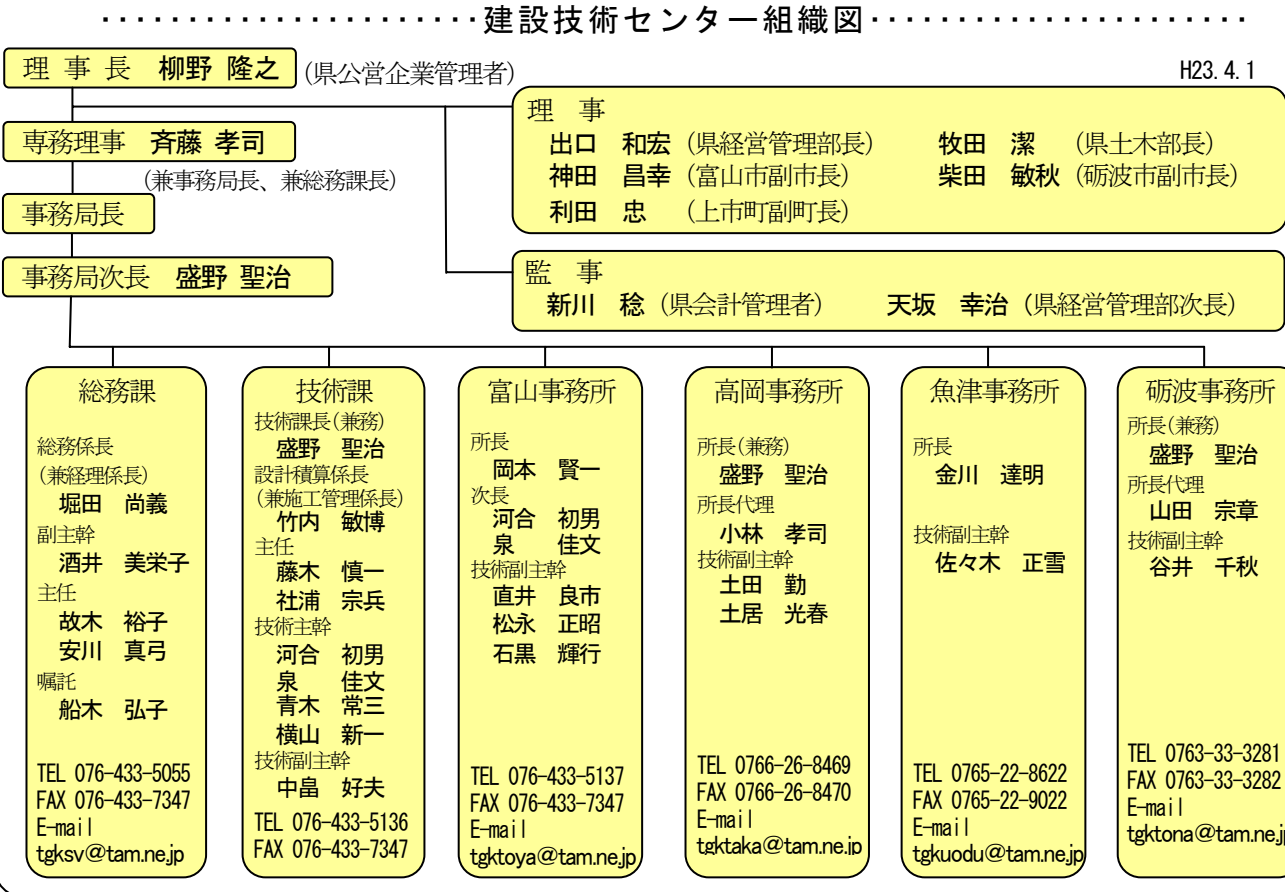 建設技術センター組織図
H23.4.1
理事長 柳野 隆之 (県公営企業管理者)
専務理事 斉藤 孝司
(兼事務局長、兼総務課長)
事務局長
事務局次長 盛野 聖治
理 事
出口 和宏 (県経営管理部長) 牧田 潔 (県土木部長)
神田 昌幸 (富山市副市長) 柴田 敏秋 (砺波市副市長)
利田 忠 (上市町副町長)
監 事
新川 稔 (県会計管理者) 天坂 幸治 (県経営管理部次長)
総務課
総務係長
(兼経理係長)
堀田 尚義
副主幹
酒井 美栄子
主任
故木 裕子
安川 真弓
嘱託
船木 弘子
TEL 076-433-5055
FAX 076-433-7347
E-mail
tgksv@tam.ne.jp
技術課
技術課長(兼務)
盛野 聖治
設計積算係長
(兼施工管理係長)
竹内 敏博
主任
藤木 慎一
社浦 宗兵
技術主幹
河合 初男
泉 佳文
青木 常三
横山 新一
技術副主幹
中畠 好夫
TEL 076-433-5136
FAX 076-433-7347
富山事務所
所長
岡本 賢一
次長
河合 初男
泉 佳文
技術副主幹
直井 良市
松永 正昭
石黒 輝行
TEL 076-433-5137
FAX 076-433-7347
E-mail
tgktoya@tam.ne.jp
高岡事務所
所長(兼務)
盛野 聖治
所長代理
小林 孝司
技術副主幹
土田 勤
土居 光春
TEL 0766-26-8469
FAX 0766-26-8470
E-mail
tgktaka@tam.ne.jp
魚津事務所
所長
金川 達明
技術副主幹
佐々木 正雪
TEL 0765-22-8622
FAX 0765-22-9022
E-mail
tgkuodu@tam.ne.jp
砺波事務所
所長(兼務)
盛野 聖治
所長代理
山田 宗章
技術副主幹
谷井 千秋
TEL 0763-33-3281
FAX 0763-33-3282
E-mail
tgktona@tam.ne.jp